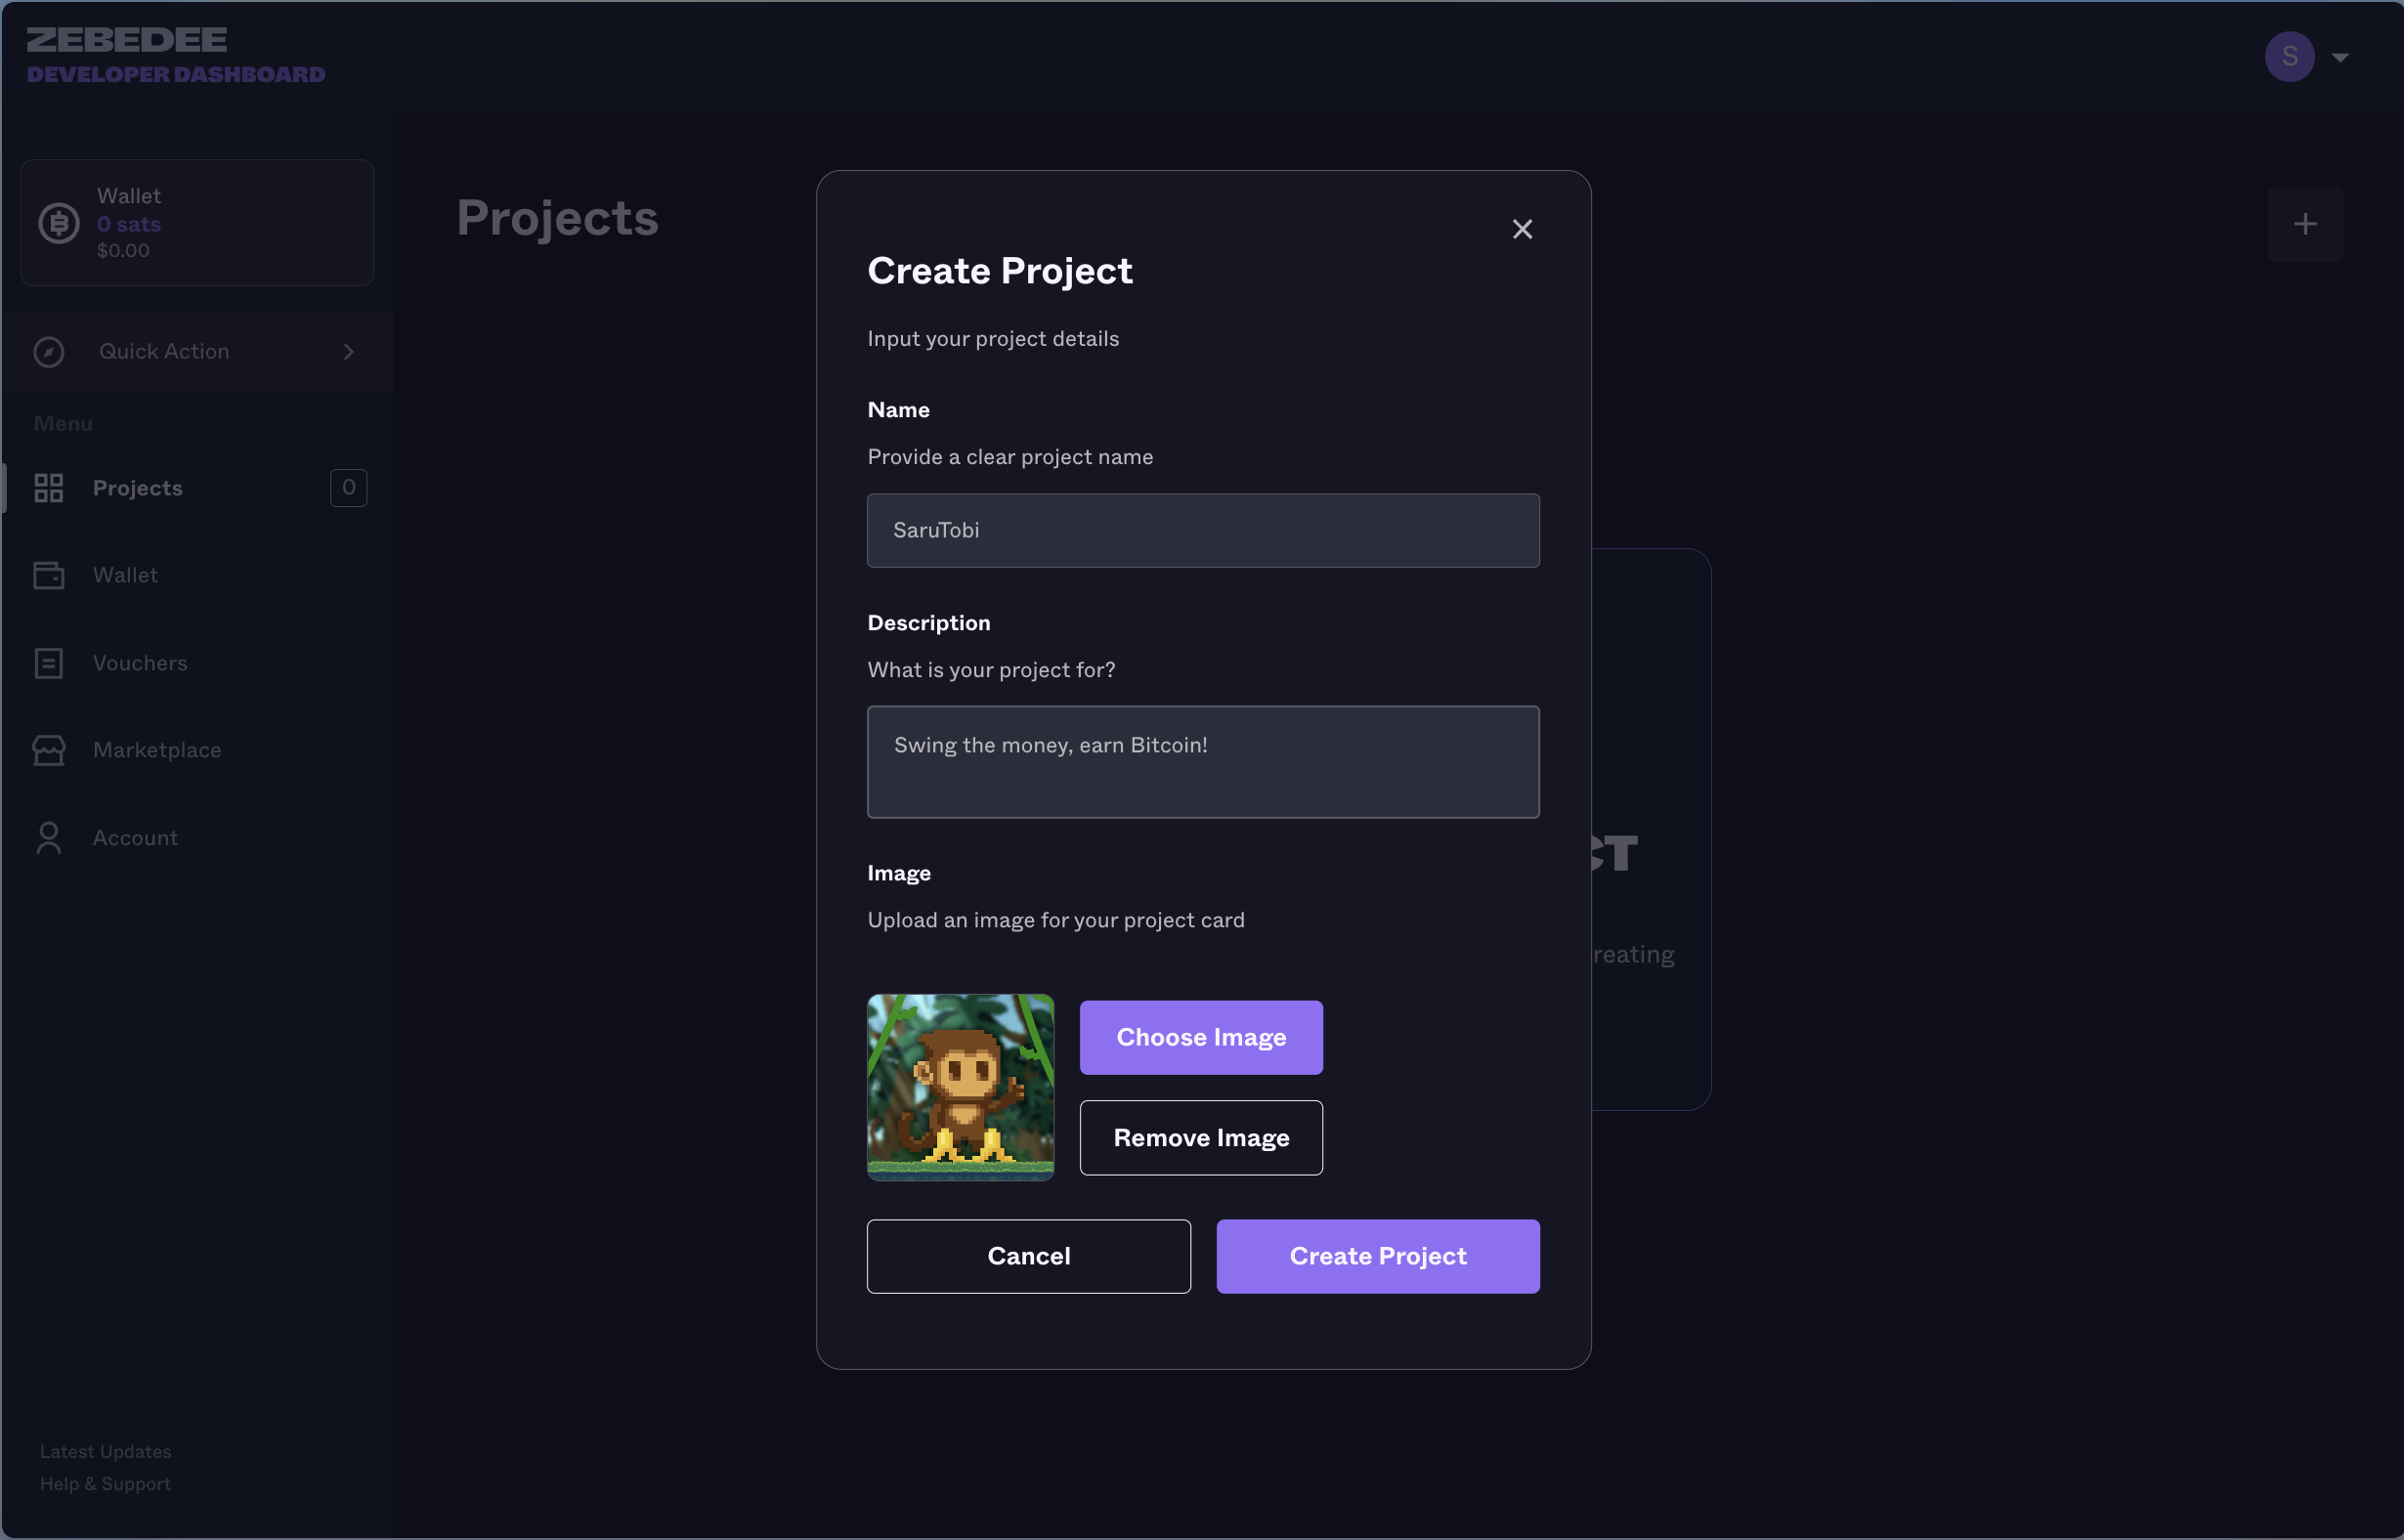 ZEBEDEE
DEVELOPER DASHBOARD
S
Wallet
0 sats
$0.00
Quick Action
Menu
Projects
0
Wallet
Vouchers
Marketplace
Account
Latest Updates
Help & Support
Projects
Create Project
Input your project details
Name
Provide a clear project name
SaruTobi
Description
What is your project for?
Swing the money, earn Bitcoin!
Image
Upload an image for your project card
Choose Image
Remove Image
Cancel
Create Project
CT
reating